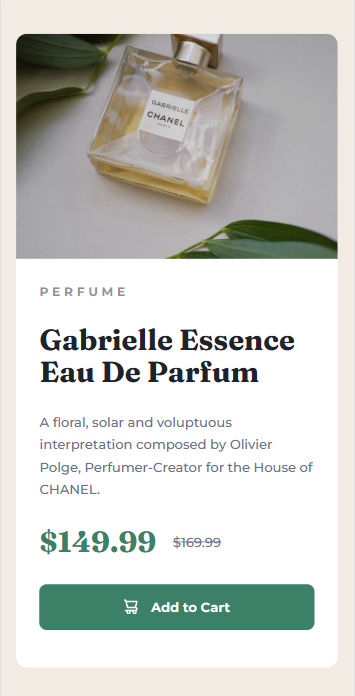 GABRIELLE
CHANEL
PARIS
PERFUME
Gabrielle Essence
Eau De Parfum
A floral, solar and voluptuous
interpretation composed by Olivier
Polge, Perfumer-Creator for the House of
CHANEL.
$149.99 $169.99
Add to Cart